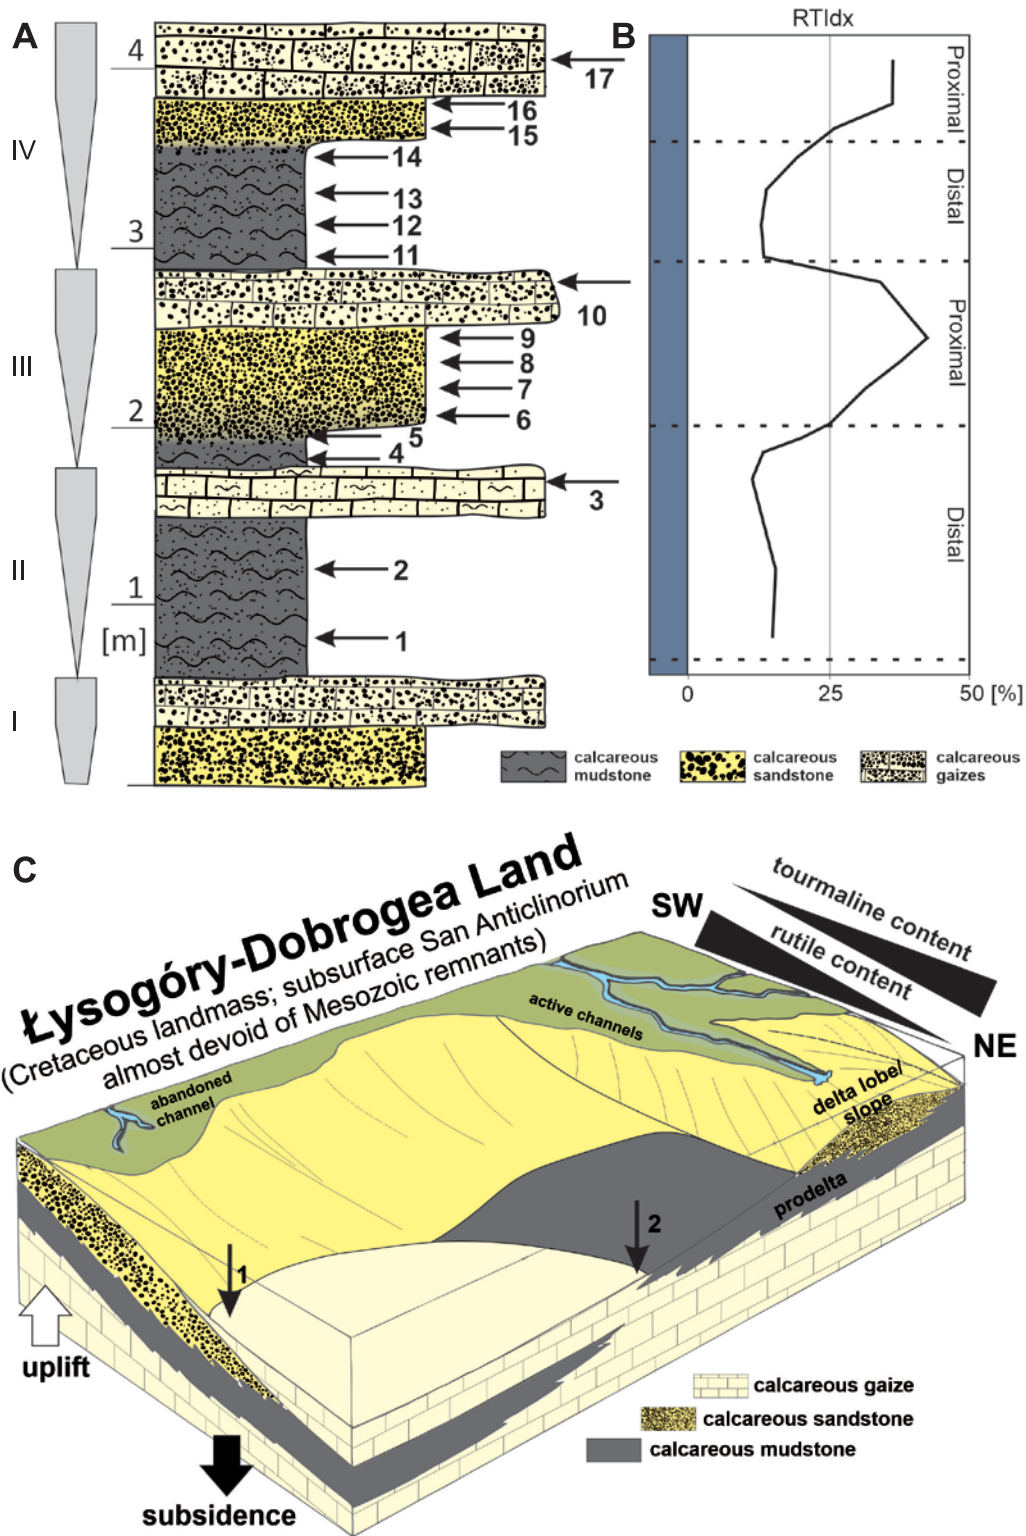 A
4
17
16
15
IV
14
13
12
3
11
10
9
III
8
7
2
6
5
4
3
II
2
1
[m]
1
I
B
RTIdx
Proximal
Distal
Proximal
Distal
0
25
50 [%]
calcareous
mudstone
calcareous
sandstone
calcareous
gaizes
C
Łysogóry-Dobrogea Land
(Cretaceous landmass; subsurface San Anticlinorium
almost devoid of Mesozoic remnants)
SW
tourmaline content
rutile content
NE
active channels
abandoned
channel
delta lobe/
slope
prodelta
1
2
uplift
subsidence
calcareous gaize
calcareous sandstone
calcareous mudstone